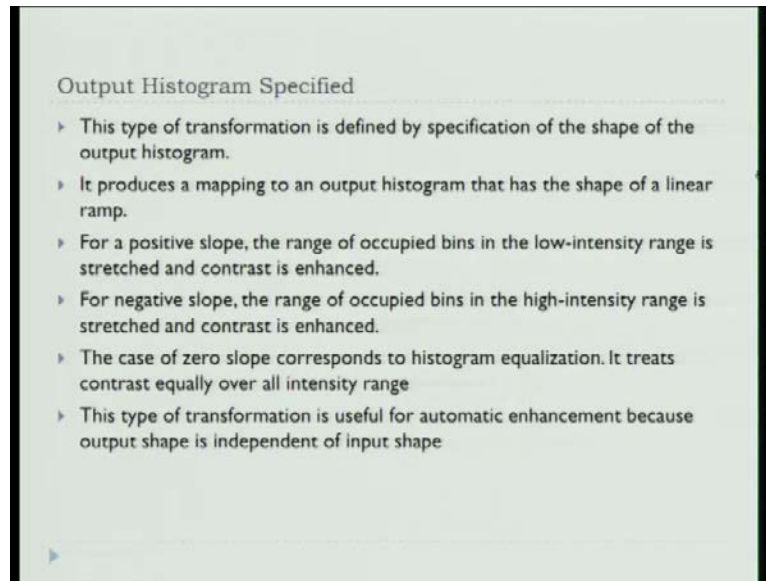 Output Histogram Specified
This type of transformation is defined by specification of the shape of the
output histogram.
It produces a mapping to an output histogram that has the shape of a linear
ramp.
For a positive slope, the range of occupied bins in the low-intensity range is
stretched and contrast is enhanced.
For negative slope, the range of occupied bins in the high-intensity range is
stretched and contrast is enhanced.
The case of zero slope corresponds to histogram equalization. It treats
contrast equally over all intensity range
This type of transformation is useful for automatic enhancement because
output shape is independent of input shape